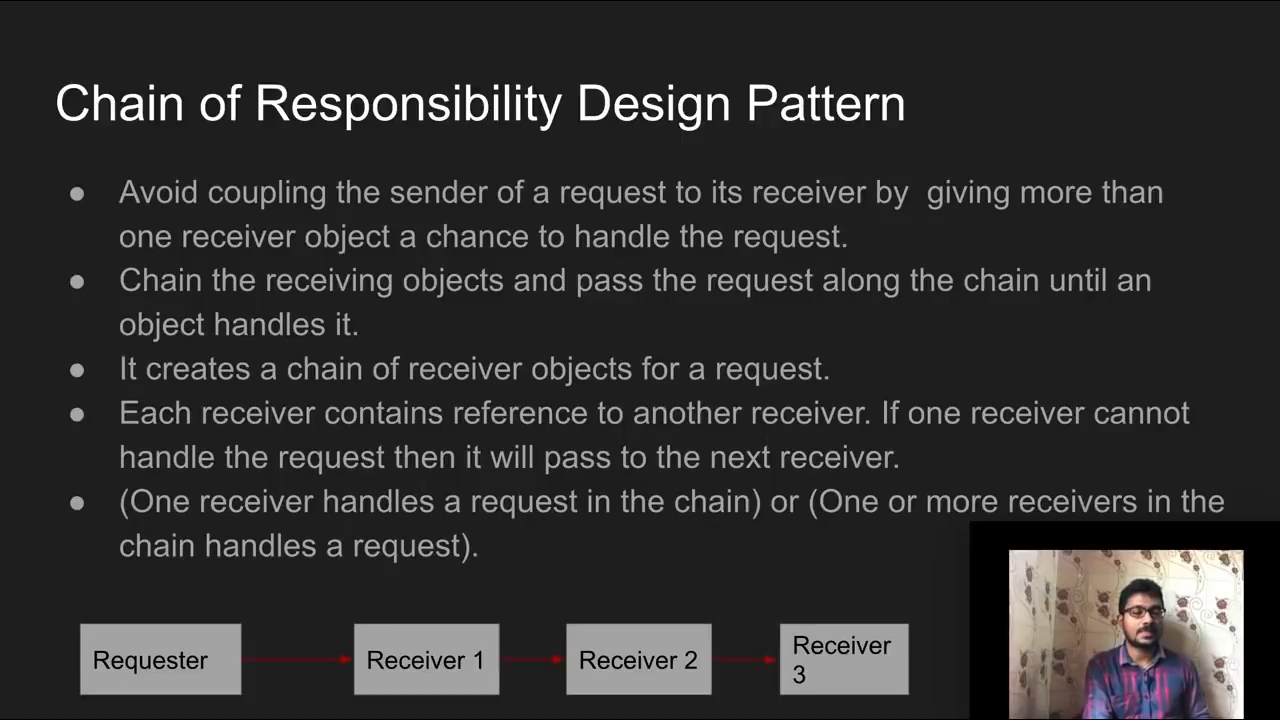 Chain of Responsibility Design Pattern
● Avoid coupling the sender of a request to its receiver by  giving more than
one receiver object a chance to handle the request.
● Chain the receiving objects and pass the request along the chain until an
object handles it.
● It creates a chain of receiver objects for a request.
● Each receiver contains reference to another receiver. If one receiver cannot
handle the request then it will pass to the next receiver.
● (One receiver handles a request in the chain) or (One or more receivers in the
chain handles a request).
Requester
Receiver 1
Receiver 2
Receiver
3